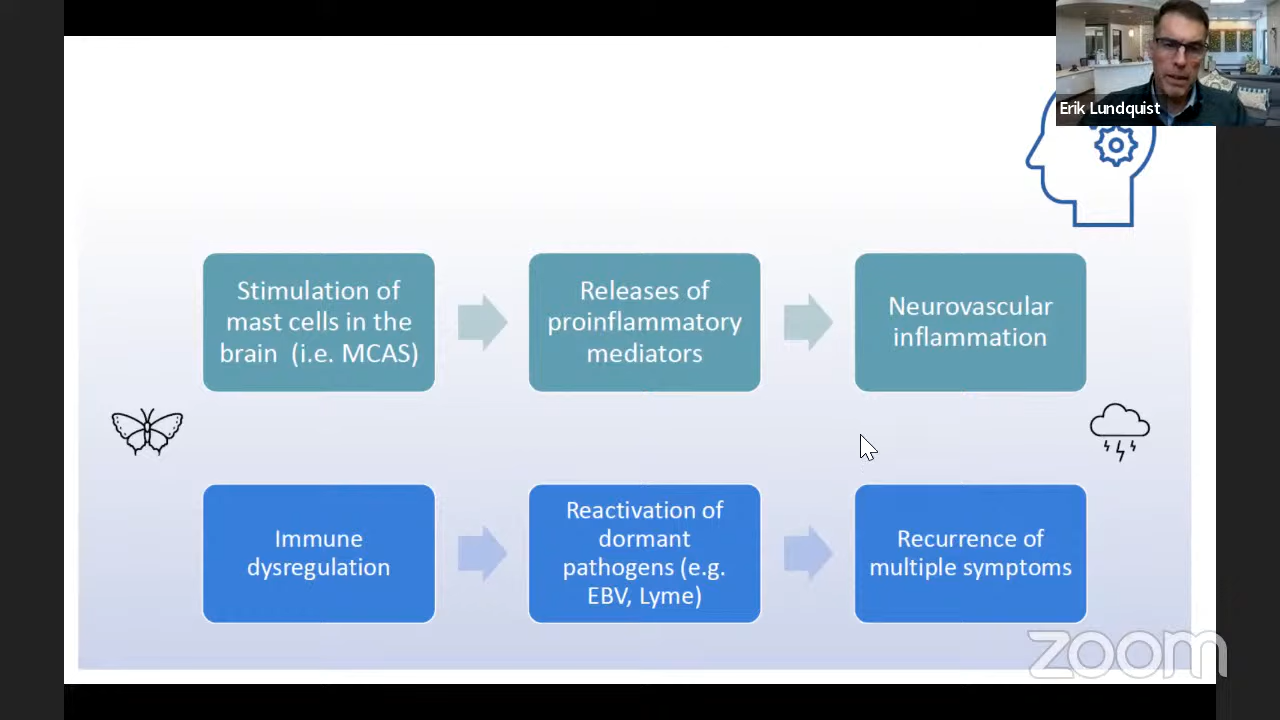 Erik Lundquist
Stimulation of
mast cells in the
brain (i.e. MCAS)
Releases of
proinflammatory
mediators
Neurovascular
inflammation
Immune
dysregulation
Reactivation of
dormant
pathogens (e.g.
EBV, Lyme)
Recurrence of
multiple symptoms
zoom